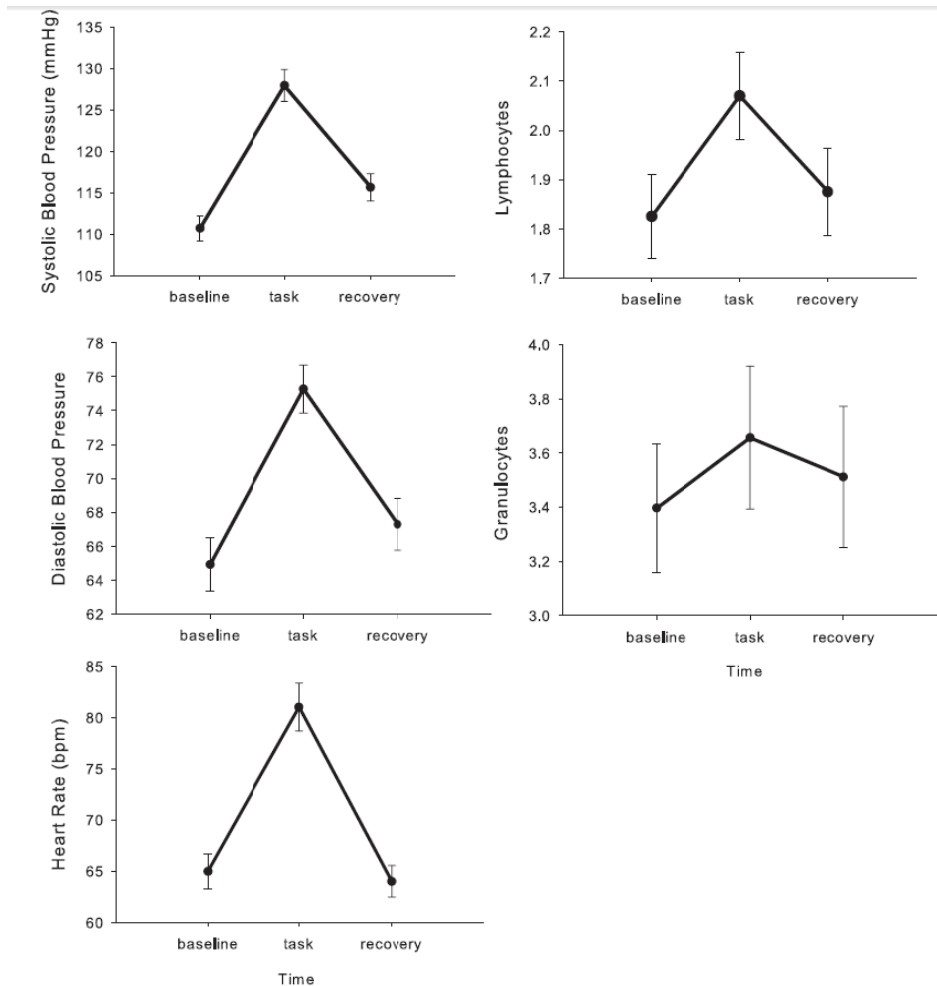 Systolic Blood Pressure (mmHg)
135
130
125
120
115
110
105
baseline task recovery
Lymphocytes
2.2
2.1
2.0
1.9
1.8
1.7
baseline task recovery
Diastolic Blood Pressure
78
76
74
72
70
68
66
64
62
baseline task recovery
Granulocytes
4.0
3.8
3.6
3.4
3.2
3.0
baseline task recovery
Time
Heart Rate (bpm)
85
80
75
70
65
60
baseline task recovery
Time